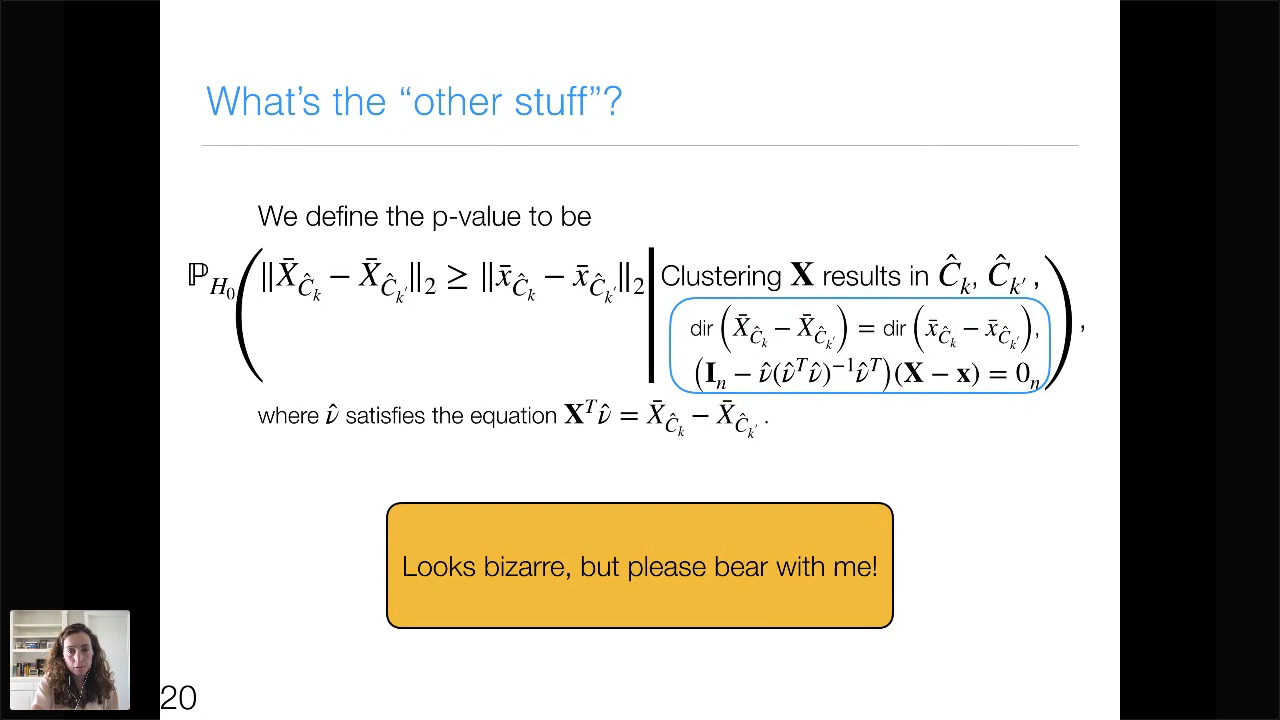 What's the “other stuff”?
We define the p-value to be
ℙ_{H_0}( ‖X̄_{Ĉ_k} − X̄_{Ĉ_{k'}}‖_2 ≥ ‖x̄_{Ĉ_k} − x̄_{Ĉ_{k'}}‖_2 | Clustering X results in Ĉ_k, Ĉ_{k'},
dir(X̄_{Ĉ_k} − X̄_{Ĉ_{k'}}) = dir(x̄_{Ĉ_k} − x̄_{Ĉ_{k'}}),
(I_n − ν̂(ν̂^T ν̂)^{−1} ν̂^T)(X − x) = 0_n ),
where ν̂ satisfies the equation X^T ν̂ = X̄_{Ĉ_k} − X̄_{Ĉ_{k'}}.
Looks bizarre, but please bear with me!
20